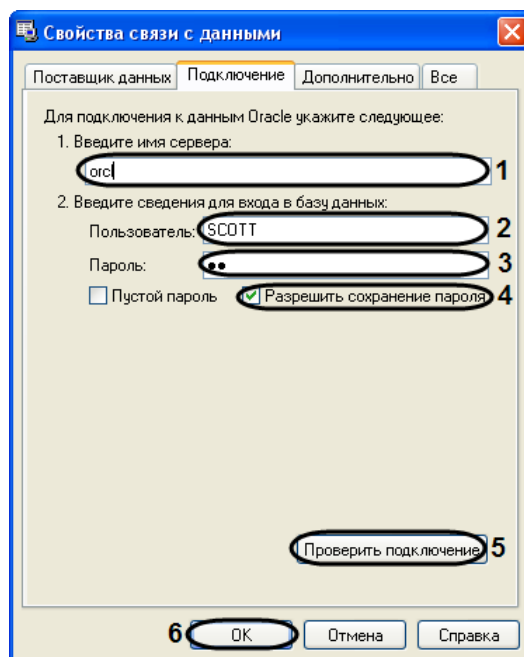 Свойства связи с данными
Поставщик данных Подключение Дополнительно Все
Для подключения к данным Oracle укажите следующее:
1. Введите имя сервера:
orcl 1
2. Введите сведения для входа в базу данных:
Пользователь: SCOTT 2
Пароль: •• 3
Пустой пароль Разрешить сохранение пароля 4
Проверить подключение 5
6 OK Отмена Справка